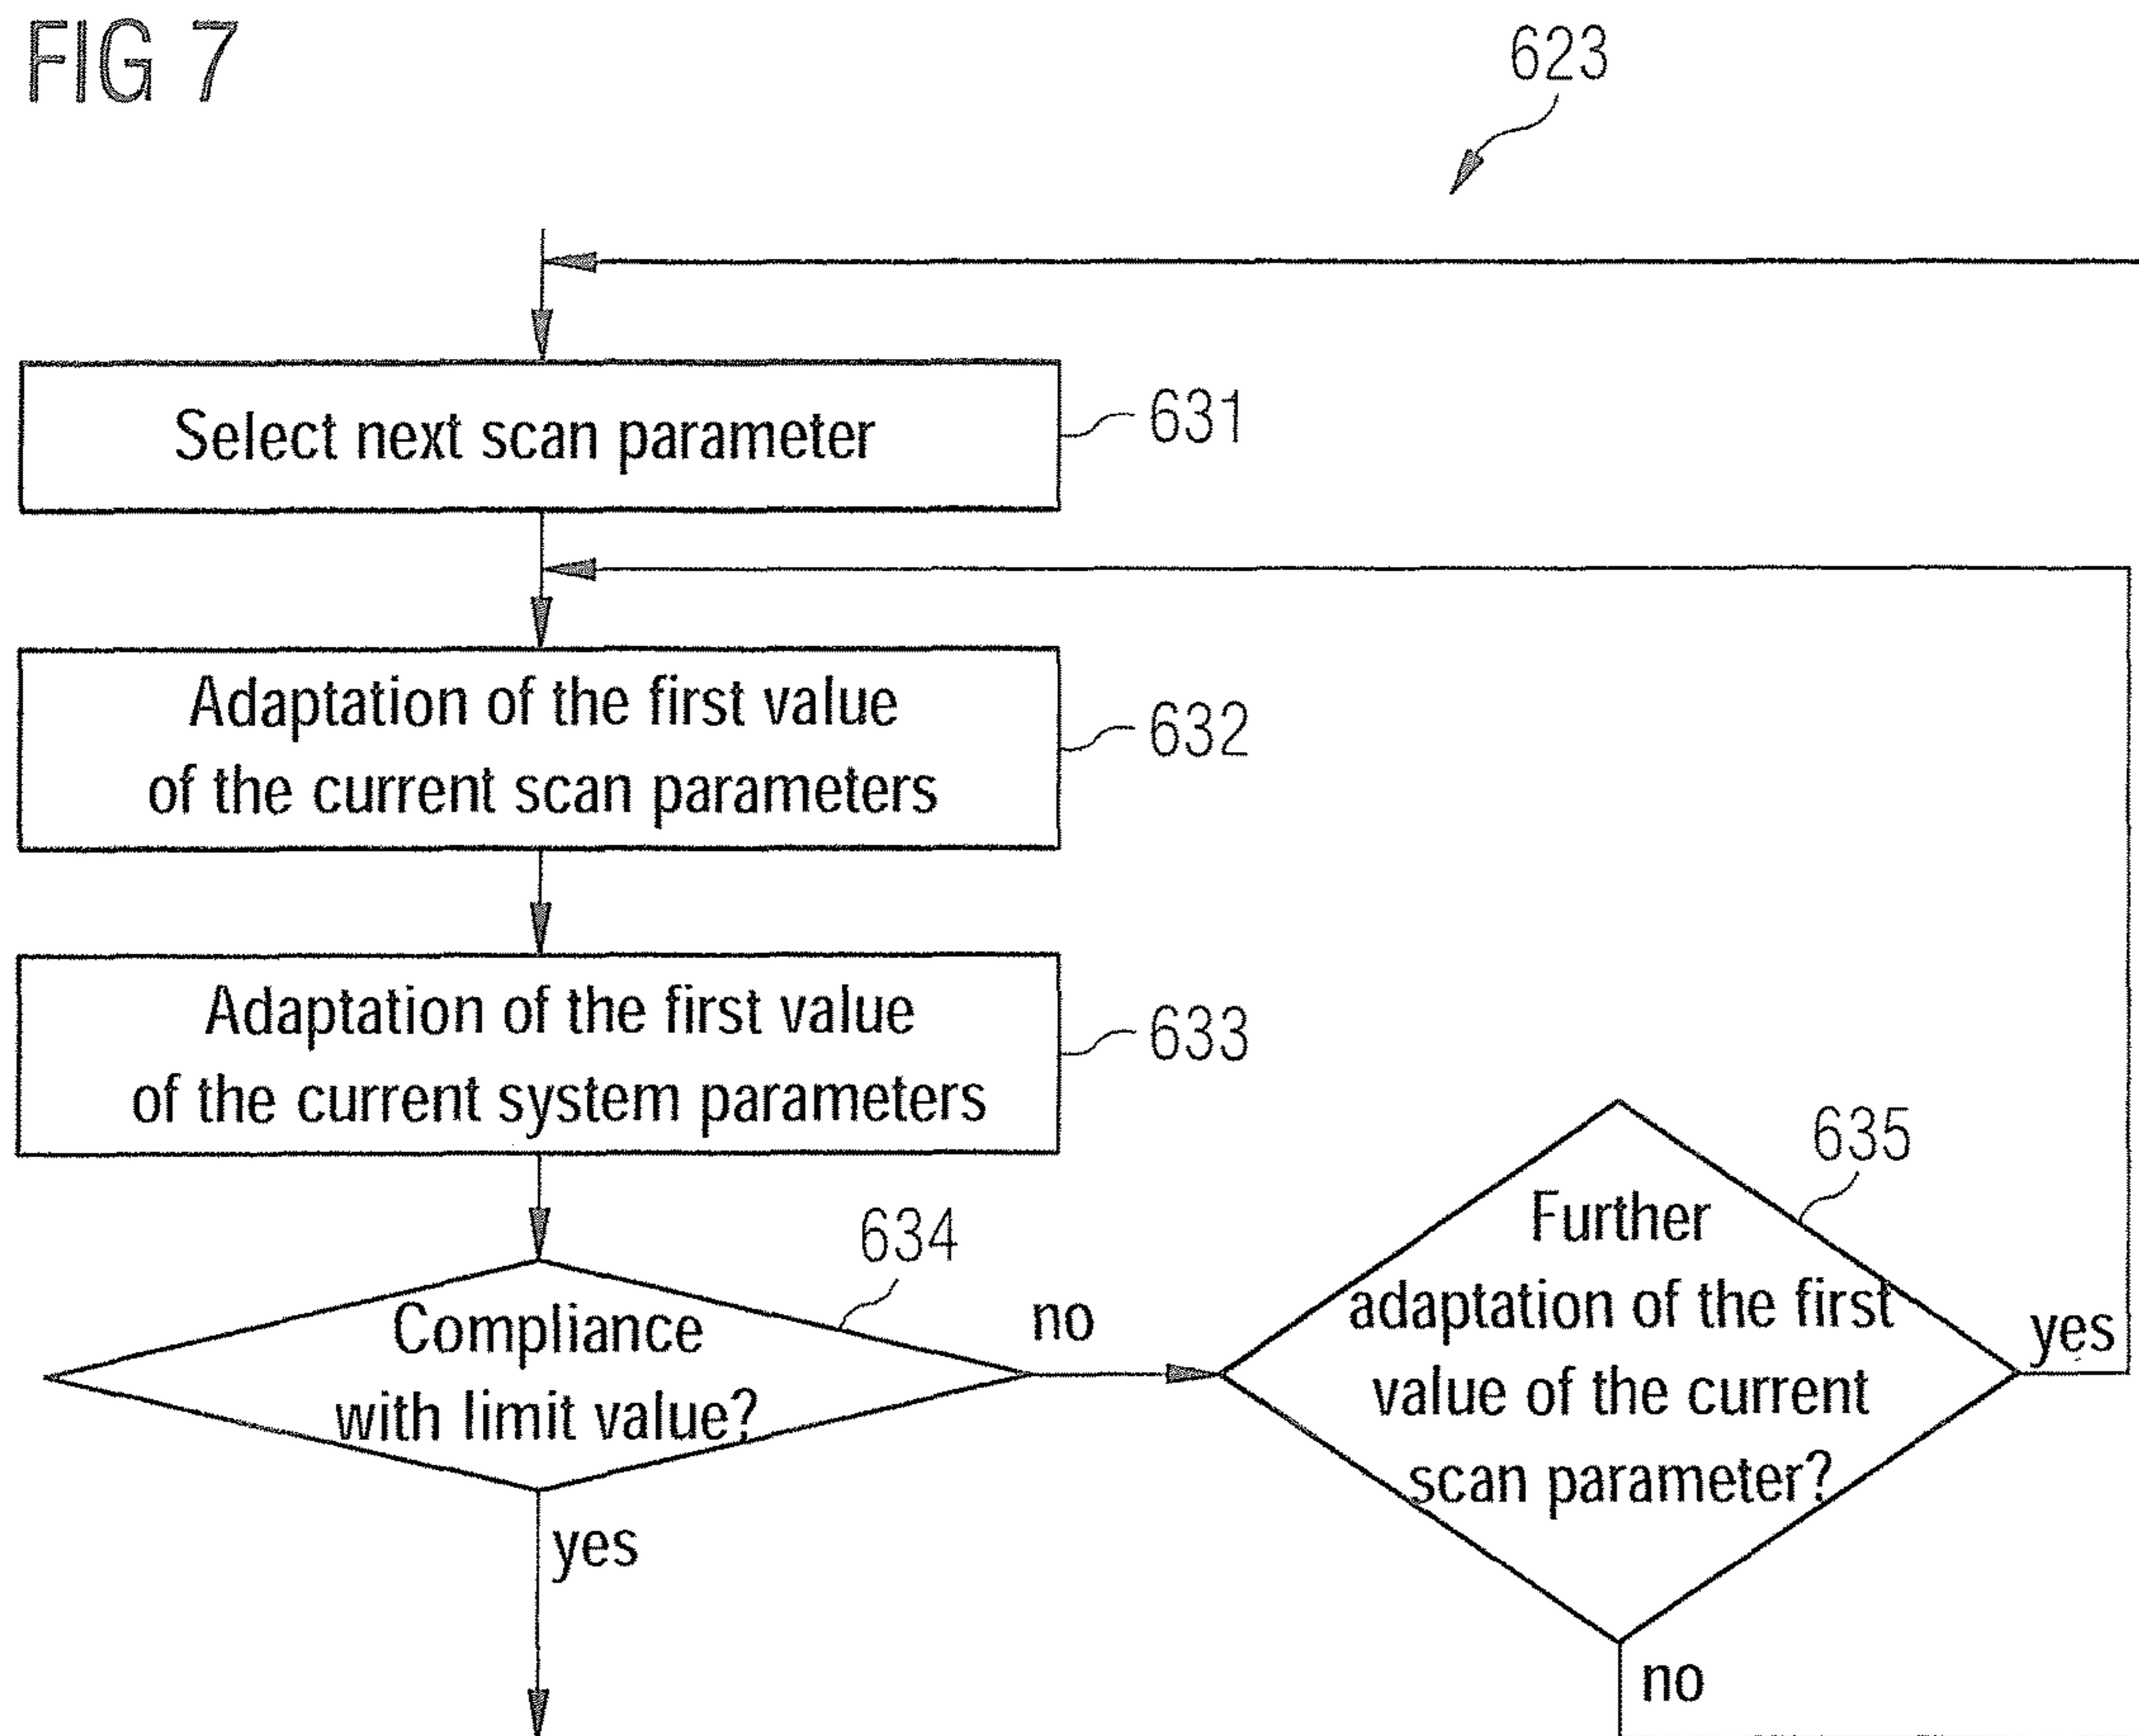 FIG 7
623
Select next scan parameter
631
Adaptation of the first value
of the current scan parameters
632
Adaptation of the first value
of the current system parameters
633
634
Compliance
with limit value?
no
yes
635
Further
adaptation of the first
value of the current
scan parameter?
yes
no